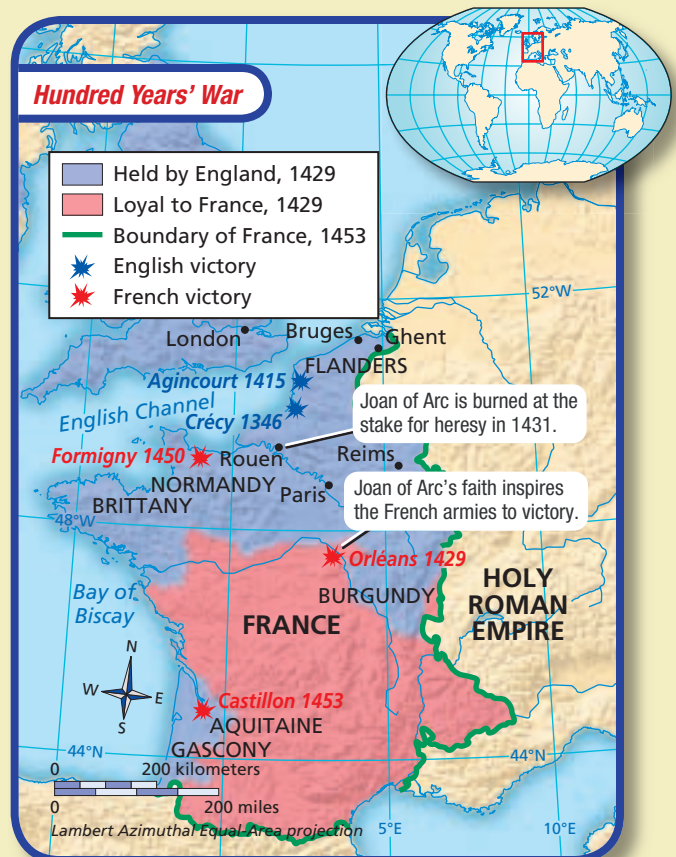 Hundred Years' War
Held by England, 1429
Loyal to France, 1429
Boundary of France, 1453
English victory
French victory
52°W
London
Bruges
Ghent
FLANDERS
Agincourt 1415
English Channel
Crécy 1346
Joan of Arc is burned at the
stake for heresy in 1431.
Formigny 1450
Rouen
Reims
NORMANDY
Paris
BRITTANY
Joan of Arc's faith inspires
the French armies to victory.
48°W
Orléans 1429
Bay of
Biscay
BURGUNDY
HOLY
ROMAN
EMPIRE
FRANCE
N
W
E
S
Castillon 1453
AQUITAINE
GASCONY
44°N
44°N
0
200 kilometers
0
200 miles
Lambert Azimuthal Equal-Area projection
5°E
10°E